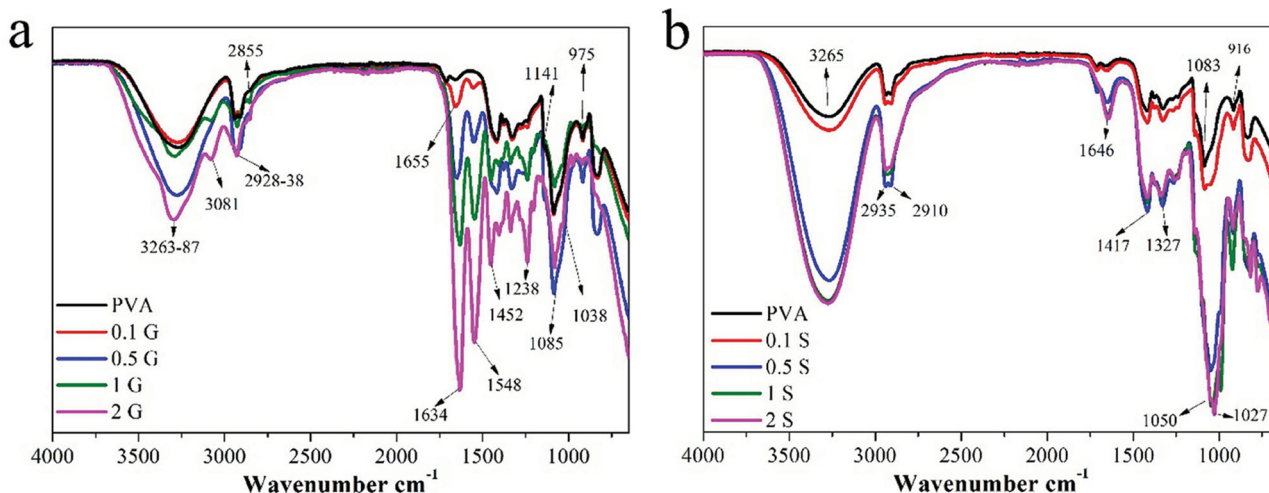 a
2855
975
1141
1655
2928-38
3081
3263-87
1238
1452
1038
1085
1548
1634
PVA
0.1 G
0.5 G
1 G
2 G
4000 3500 3000 2500 2000 1500 1000
Wavenumber cm⁻¹
b
3265
1083
916
1646
2935
2910
1417
1327
1050
1027
PVA
0.1 S
0.5 S
1 S
2 S
4000 3500 3000 2500 2000 1500 1000
Wavenumber cm⁻¹